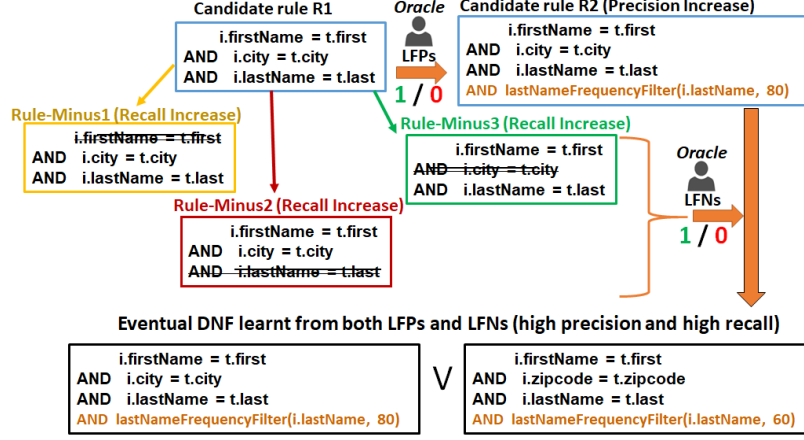 Candidate rule R1
i.firstName = t.first
AND i.city = t.city
AND i.lastName = t.last
Oracle
LFPs
1 / 0
Candidate rule R2 (Precision Increase)
i.firstName = t.first
AND i.city = t.city
AND i.lastName = t.last
AND lastNameFrequencyFilter(i.lastName, 80)
Rule-Minus1 (Recall Increase)
i.firstName = t.first
AND i.city = t.city
AND i.lastName = t.last
Rule-Minus2 (Recall Increase)
i.firstName = t.first
AND i.city = t.city
AND i.lastName = t.last
Rule-Minus3 (Recall Increase)
i.firstName = t.first
AND i.city = t.city
AND i.lastName = t.last
Oracle
LFNs
1 / 0
Eventual DNF learnt from both LFPs and LFNs (high precision and high recall)
i.firstName = t.first
AND i.city = t.city
AND i.lastName = t.last
AND lastNameFrequencyFilter(i.lastName, 80)
V
i.firstName = t.first
AND i.zipcode = t.zipcode
AND i.lastName = t.last
AND lastNameFrequencyFilter(i.lastName, 60)